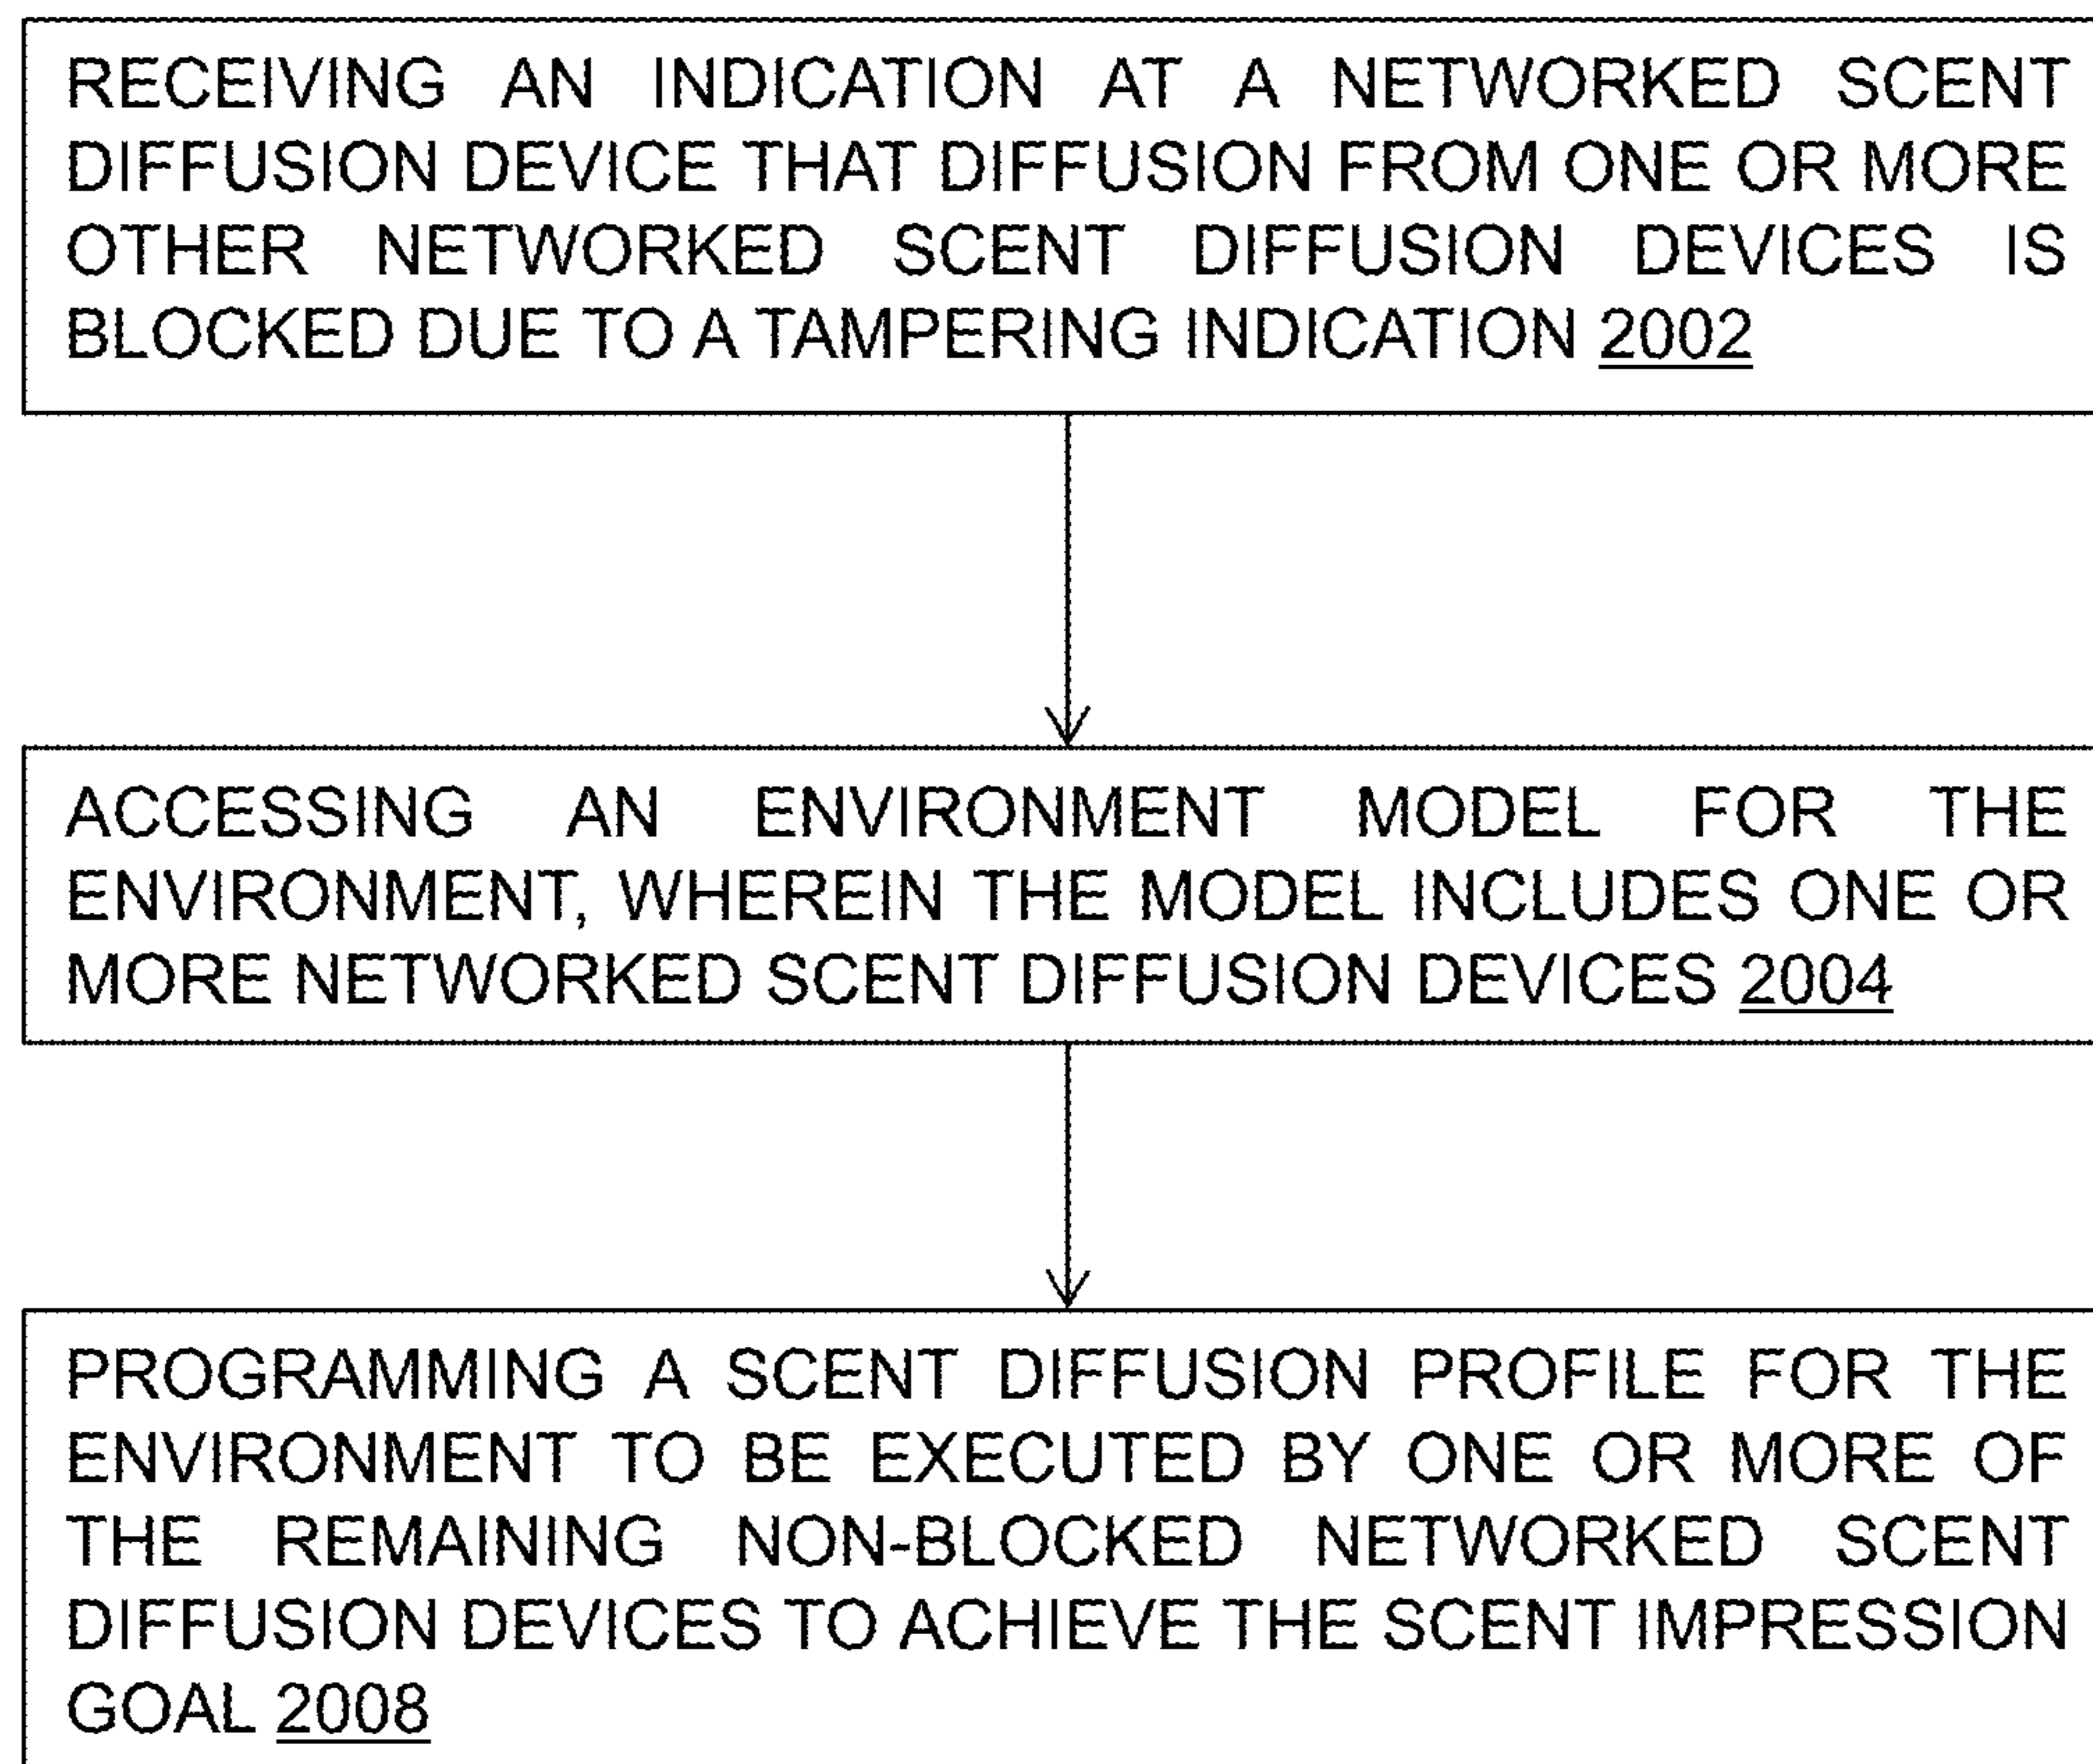 RECEIVING AN INDICATION AT A NETWORKED SCENT
DIFFUSION DEVICE THAT DIFFUSION FROM ONE OR MORE
OTHER NETWORKED SCENT DIFFUSION DEVICES IS
BLOCKED DUE TO A TAMPERING INDICATION 2002
ACCESSING AN ENVIRONMENT MODEL FOR THE
ENVIRONMENT, WHEREIN THE MODEL INCLUDES ONE OR
MORE NETWORKED SCENT DIFFUSION DEVICES 2004
PROGRAMMING A SCENT DIFFUSION PROFILE FOR THE
ENVIRONMENT TO BE EXECUTED BY ONE OR MORE OF
THE REMAINING NON-BLOCKED NETWORKED SCENT
DIFFUSION DEVICES TO ACHIEVE THE SCENT IMPRESSION
GOAL 2008